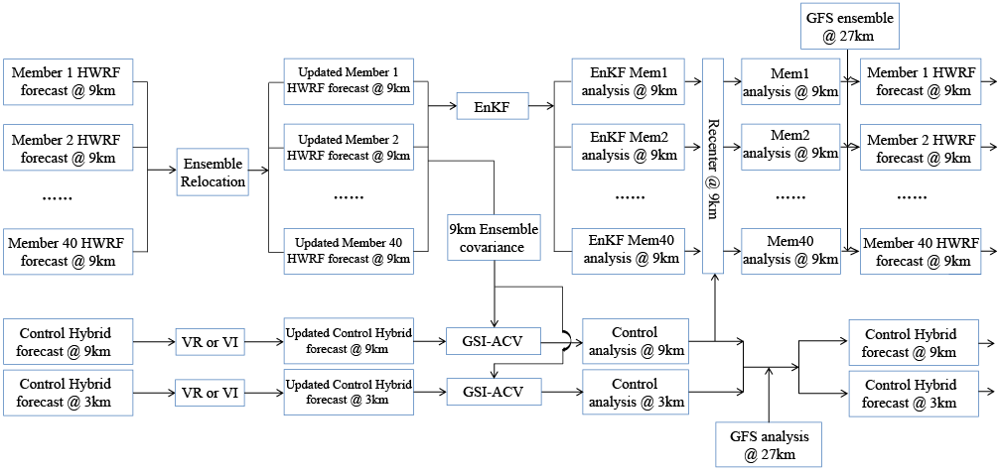 GFS ensemble
@ 27km
Member 1 HWRF
forecast @ 9km
Updated Member 1
HWRF forecast @ 9km
EnKF
EnKF Mem1
analysis @ 9km
Mem1
analysis @ 9km
Member 1 HWRF
forecast @ 9km
Member 2 HWRF
forecast @ 9km
Ensemble
Relocation
Updated Member 2
HWRF forecast @ 9km
EnKF Mem2
analysis @ 9km
Recenter @ 9km
Mem2
analysis @ 9km
Member 2 HWRF
forecast @ 9km
......
......
......
......
......
Member 40 HWRF
forecast @ 9km
Updated Member 40
HWRF forecast @ 9km
9km Ensemble
covariance
EnKF Mem40
analysis @ 9km
Mem40
analysis @ 9km
Member 40 HWRF
forecast @ 9km
Control Hybrid
forecast @ 9km
VR or VI
Updated Control Hybrid
forecast @ 9km
GSI-ACV
Control
analysis @ 9km
Control Hybrid
forecast @ 9km
Control Hybrid
forecast @ 3km
VR or VI
Updated Control Hybrid
forecast @ 3km
GSI-ACV
Control
analysis @ 3km
Control Hybrid
forecast @ 3km
GFS analysis
@ 27km